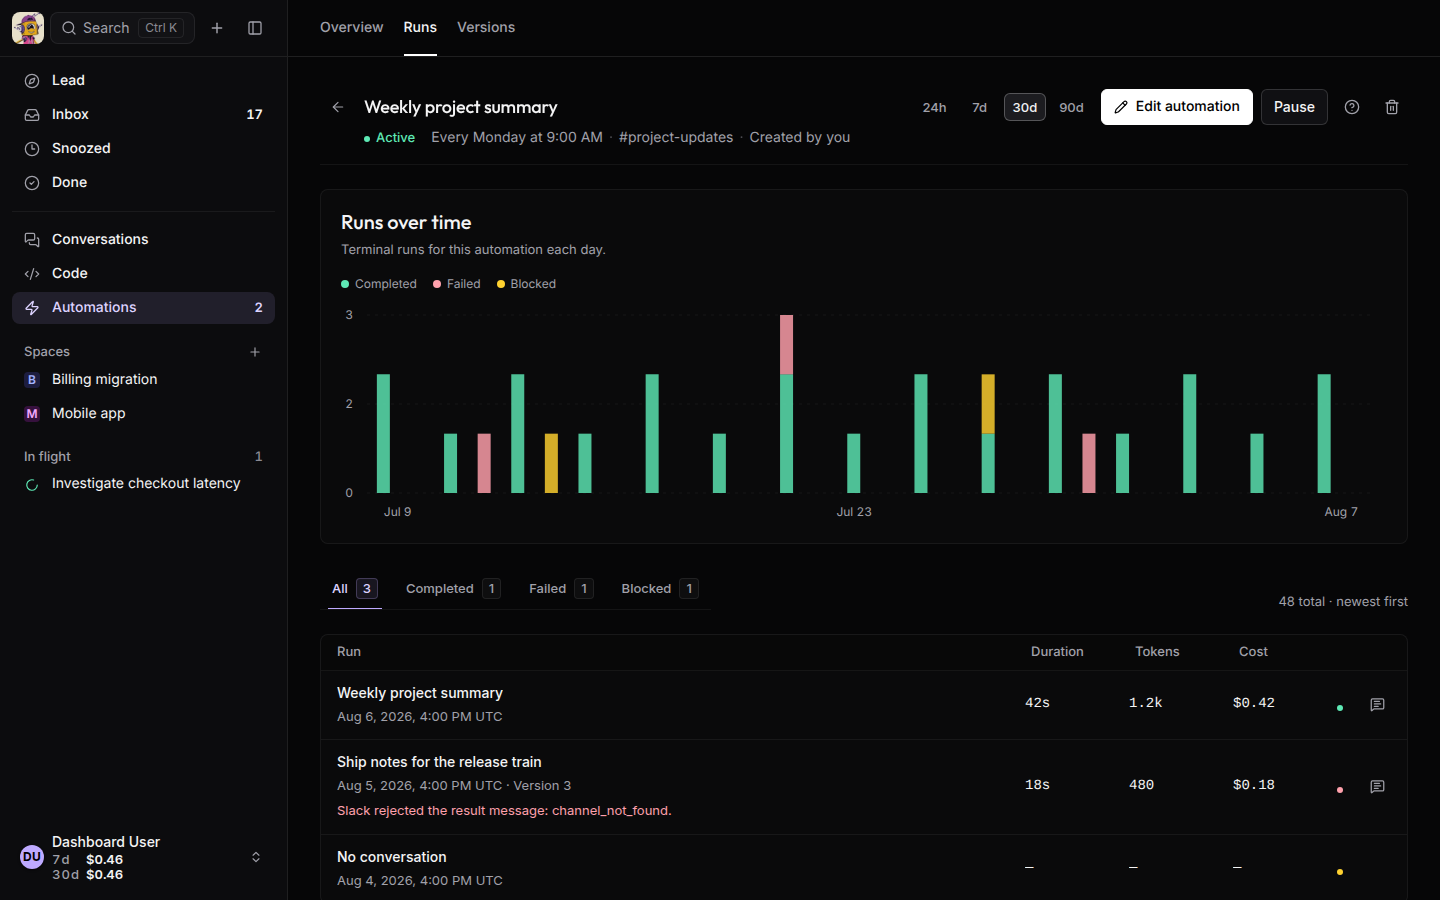 Search Ctrl K
Lead
Inbox 17
Snoozed
Done
Conversations
Code
Automations 2
Spaces
B Billing migration
M Mobile app
In flight 1
Investigate checkout latency
DU Dashboard User
7d $0.46
30d $0.46
Overview Runs Versions
Weekly project summary
24h 7d 30d 90d Edit automation Pause
Active Every Monday at 9:00 AM · #project-updates · Created by you
Runs over time
Terminal runs for this automation each day.
Completed Failed Blocked
3
2
0
Jul 9 Jul 23 Aug 7
All 3 Completed 1 Failed 1 Blocked 1
48 total · newest first
Run Duration Tokens Cost
Weekly project summary
Aug 6, 2026, 4:00 PM UTC
42s 1.2k $0.42
Ship notes for the release train
Aug 5, 2026, 4:00 PM UTC · Version 3
18s 480 $0.18
Slack rejected the result message: channel_not_found.
No conversation
Aug 4, 2026, 4:00 PM UTC
— — —